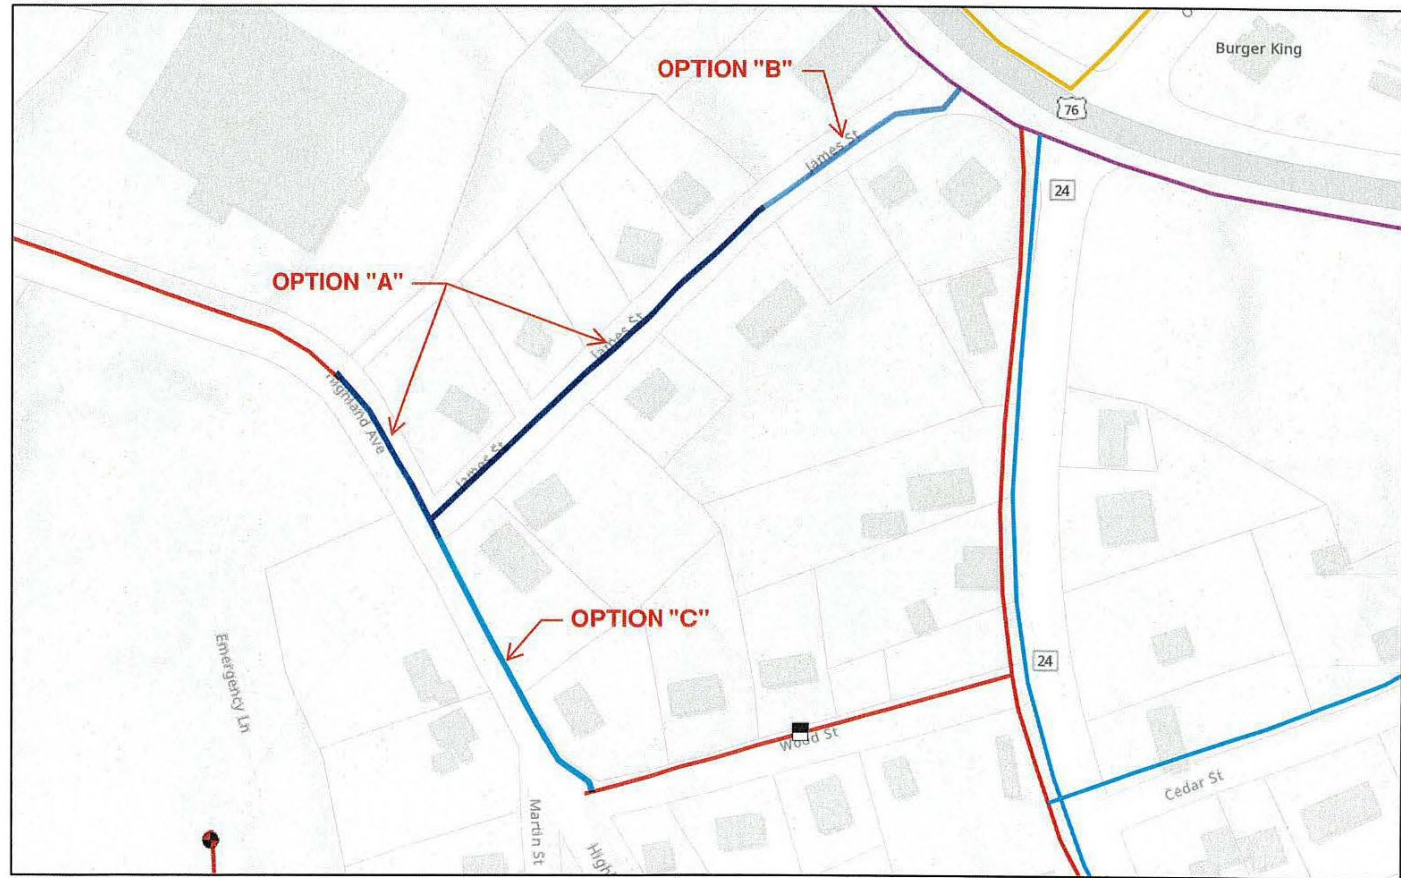 Burger King
OPTION "B"
76
James St
24
OPTION "A"
James St
Highland Ave
James St
OPTION "C"
Emergency Ln
24
Wood St
Cedar St
Martin St